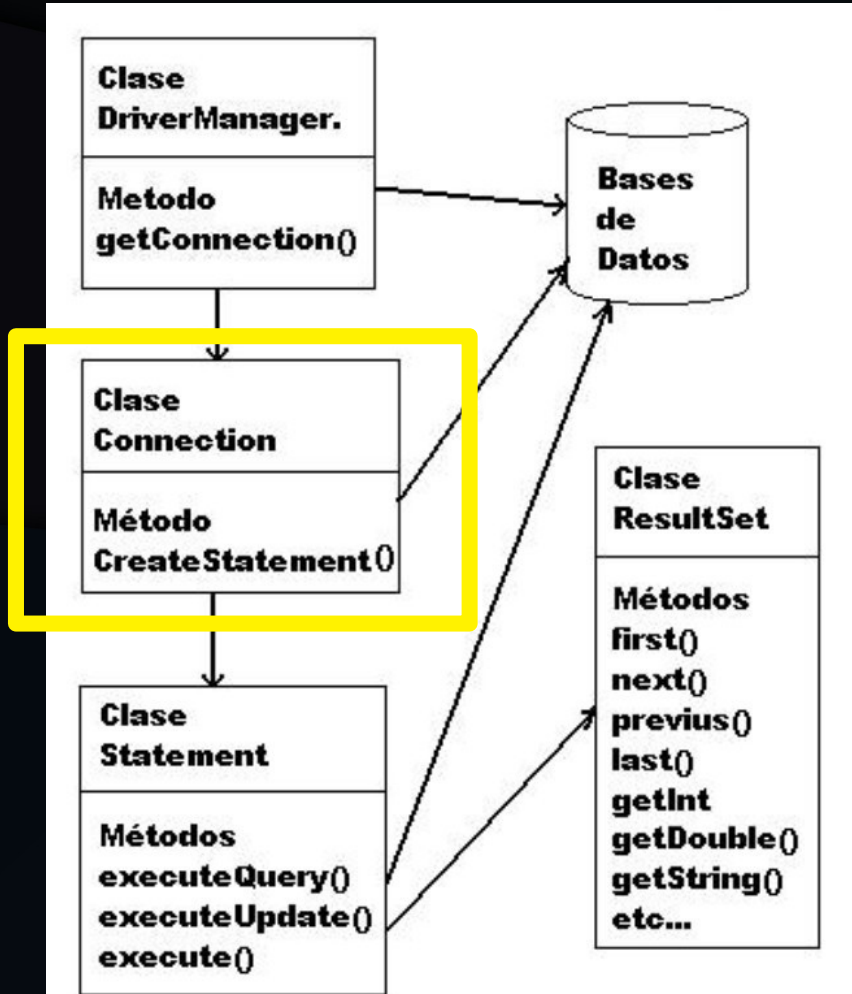 Clase
DriverManager.
Metodo
getConnection()
Bases
de
Datos
Clase
Connection
Método
CreateStatement()
Clase
ResultSet
Métodos
first()
next()
previus()
last()
getInt
getDouble()
getString()
etc...
Clase
Statement
Métodos
executeQuery()
executeUpdate()
execute()